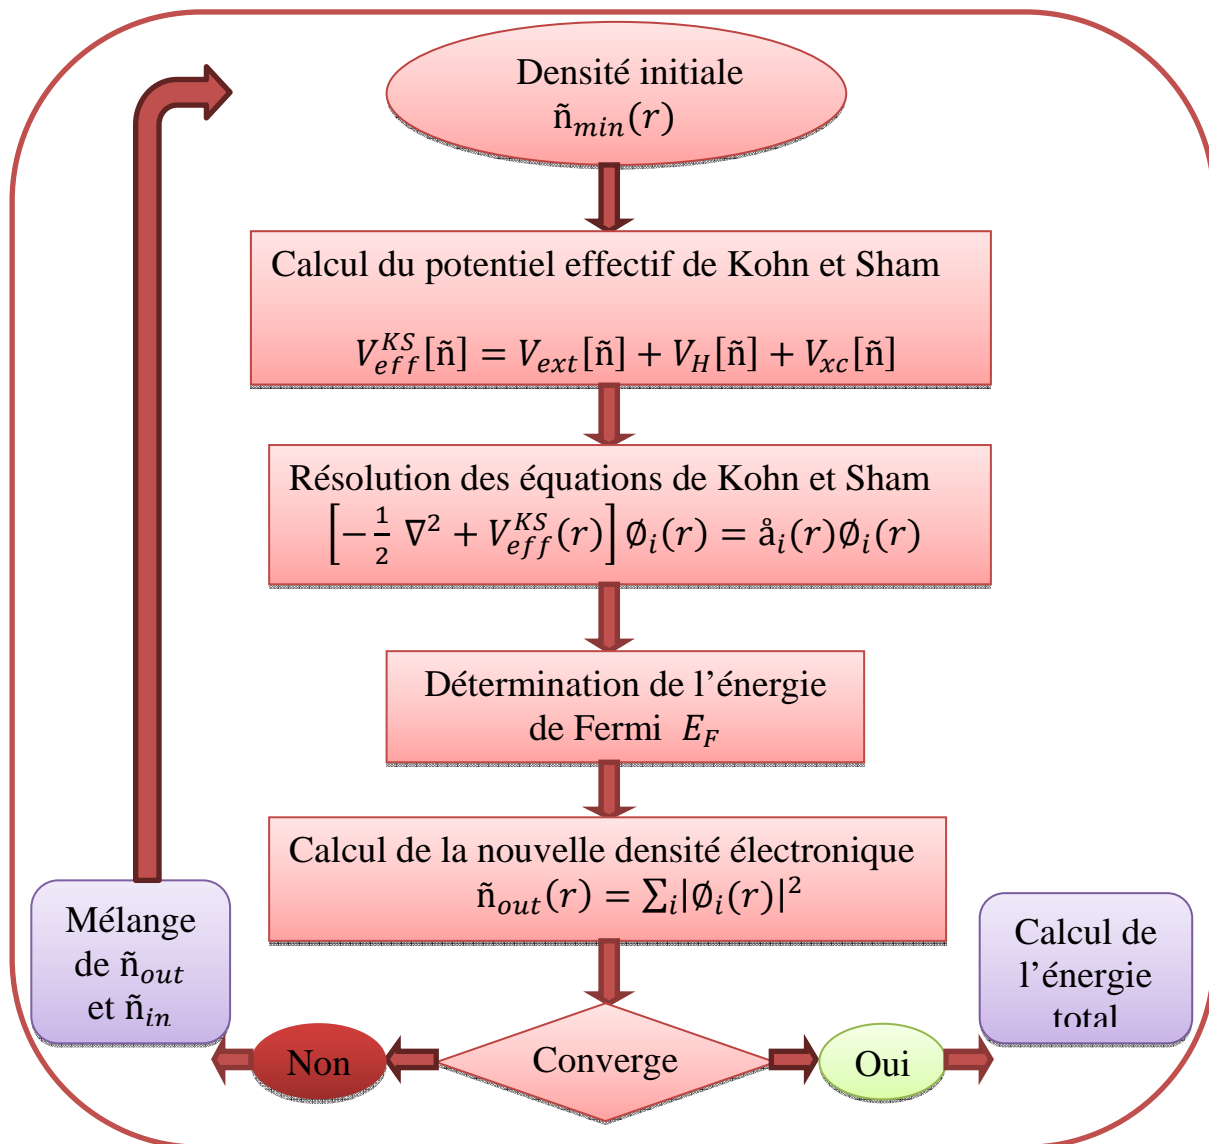 Densité initiale
ñ_{min}(r)
Calcul du potentiel effectif de Kohn et Sham
V_{eff}^{KS}[ñ] = V_{ext}[ñ] + V_H[ñ] + V_{xc}[ñ]
Résolution des équations de Kohn et Sham
[-\frac{1}{2} ∇² + V_{eff}^{KS}(r)] ∅_i(r) = å_i(r)∅_i(r)
Détermination de l’énergie
de Fermi E_F
Calcul de la nouvelle densité électronique
ñ_{out}(r) = ∑_i|∅_i(r)|²
Mélange
de ñ_{out}
et ñ_{in}
Calcul de
l’énergie
total
Non
Converge
Oui